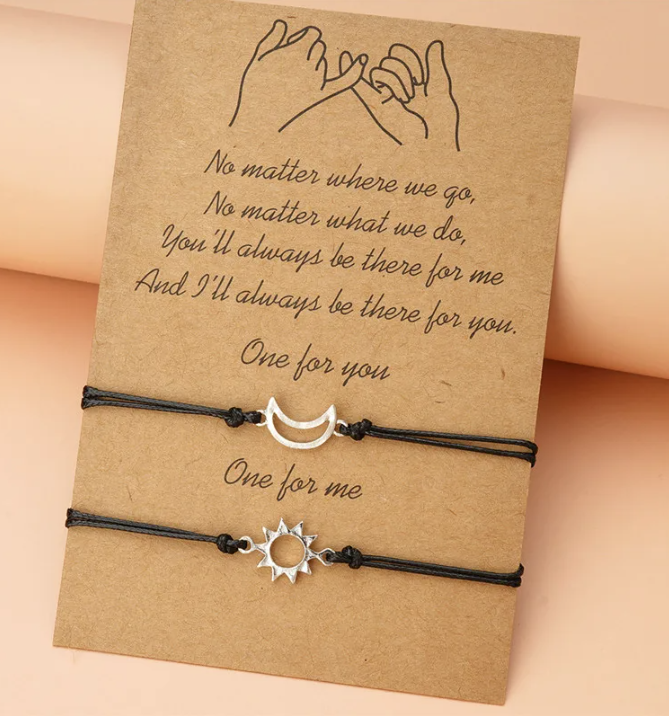 No matter where we go,
No matter what we do,
You'll always be there for me
And I'll always be there for you.
One for you
One for me